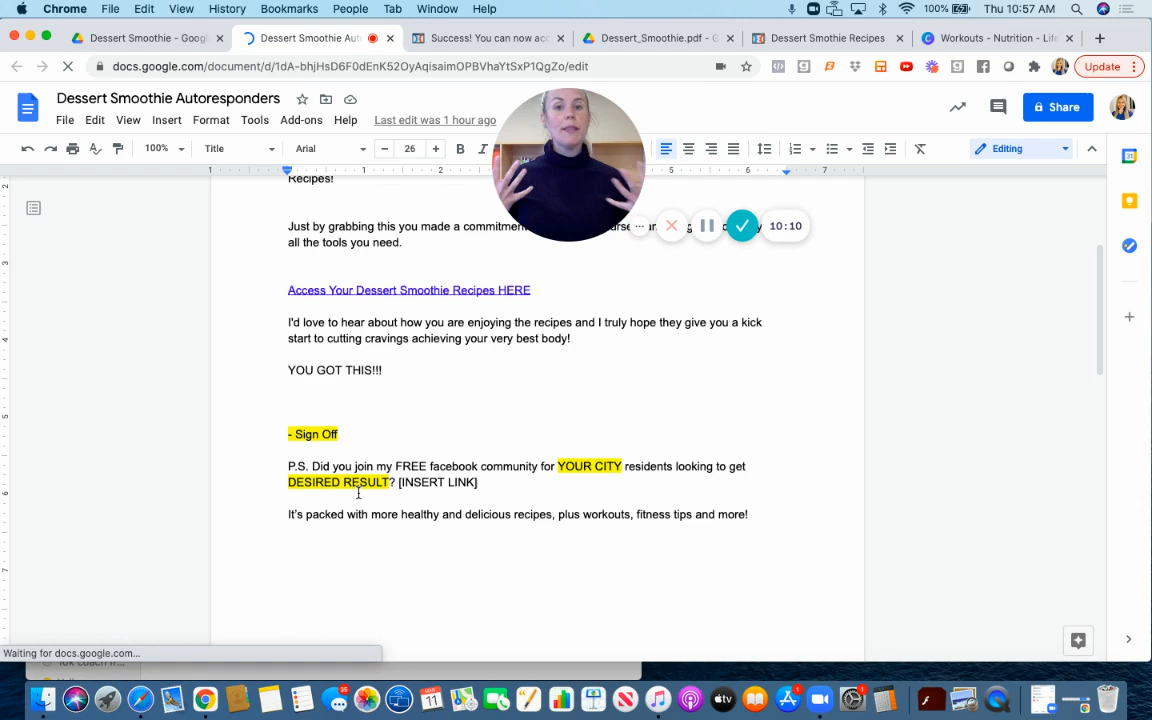 Chrome File Edit View History Bookmarks People Tab Window Help 100% Thu 10:57 AM
Dessert Smoothie - Googl Dessert Smoothie Auto Success! You can now acc Dessert_Smoothie.pdf - G Dessert Smothie Recipes Workouts - Nutrition - Life
docs.google.com/document/d/1dA-bhjHsD6F0dEnK52OyAqisaimOPBVhaYtSxP1QgZo/edit Update
Dessert Smoothie Autoresponders
File Edit View Insert Format Tools Add-ons Help Last edit was 1 hour ago Share
100% Title Arial 26 B I Editing
Recipes!
Just by grabbing this you made a commitment
all the tools you need.
10:10
Access Your Dessert Smoothie Recipes HERE
I'd love to hear about how you are enjoying the recipes and I truly hope they give you a kick
start to cutting cravings achieving your very best body!
YOU GOT THIS!!!
- Sign Off
P.S. Did you join my FREE facebook community for YOUR CITY residents looking to get
DESIRED RESULT? [INSERT LINK]
It's packed with more healthy and delicious recipes, plus workouts, fitness tips and more!
Waiting for docs.google.com...